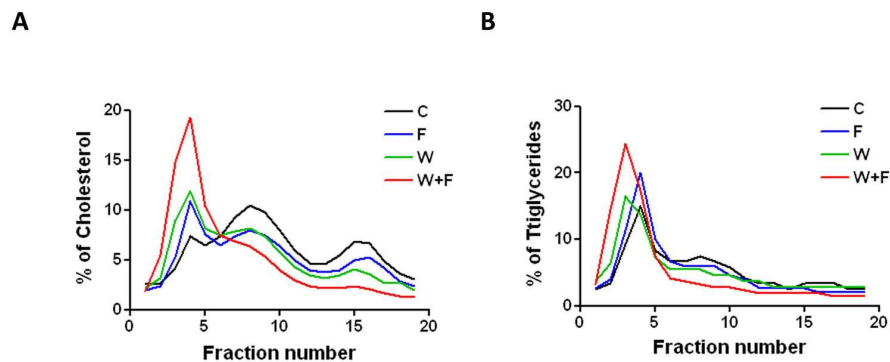 A
B
20
15
10
5
0
% of Cholesterol
0
5
10
15
20
Fraction number
C
F
W
W+F
30
20
10
0
% of Ttiglycerides
0
5
10
15
20
Fraction number
C
F
W
W+F